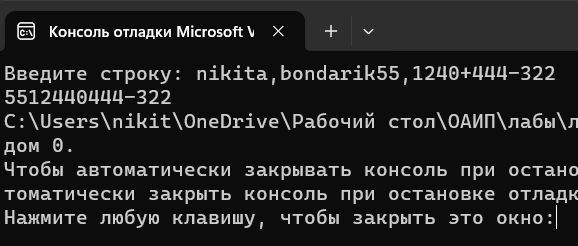 Консоль отладки Microsoft V
Введите строку: nikita,bondarik55,1240+444-322
5512440444-322
C:\Users\nikit\OneDrive\Рабочий стол\ОАИП\лабы\л
дом 0.
Чтобы автоматически закрывать консоль при остано
томатически закрыть консоль при остановке отладк
Нажмите любую клавишу, чтобы закрыть это окно: